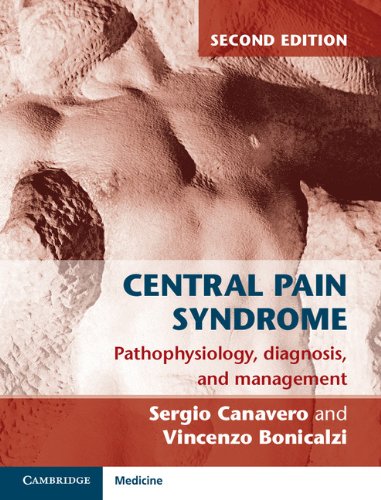 SECOND EDITION
CENTRAL PAIN
SYNDROME
Pathophysiology, diagnosis,
and management
Sergio Canavero and
Vincenzo Bonicalzi
CAMBRIDGE
Medicine